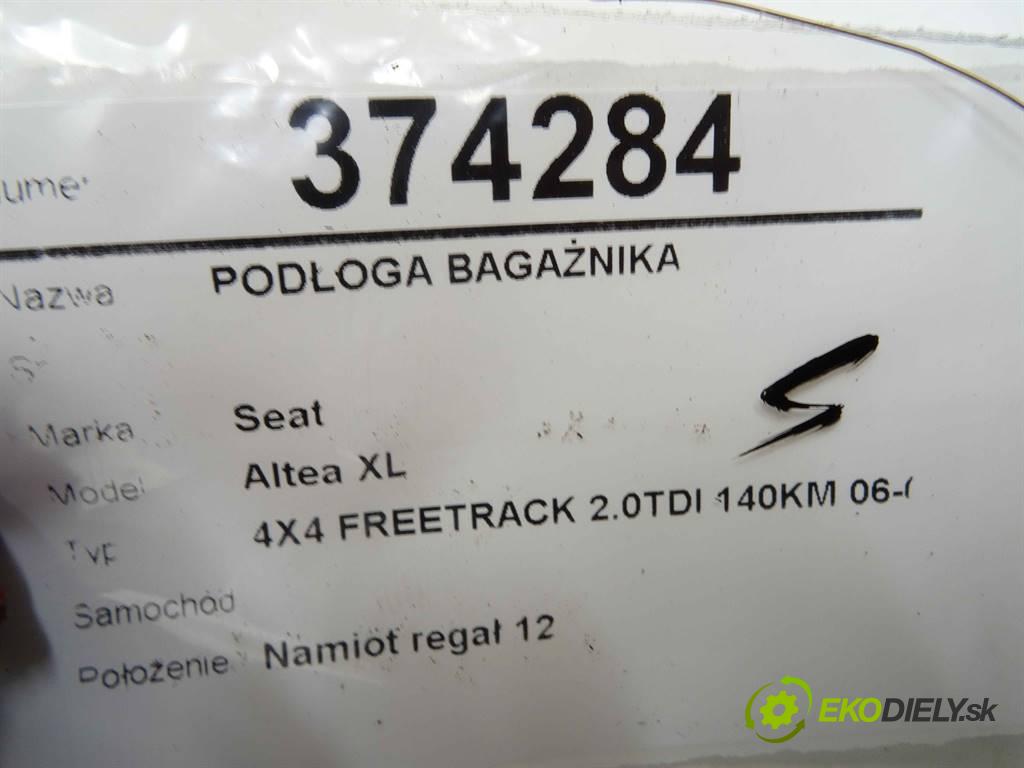 374284
Nazwa PODŁOGA BAGAŻNIKA
Marka Seat
Model Altea XL
Typ 4X4 FREETRACK 2.0TDI 140KM 06-
Samochód
Położenie Namiot regał 12
EKODIELY.sk